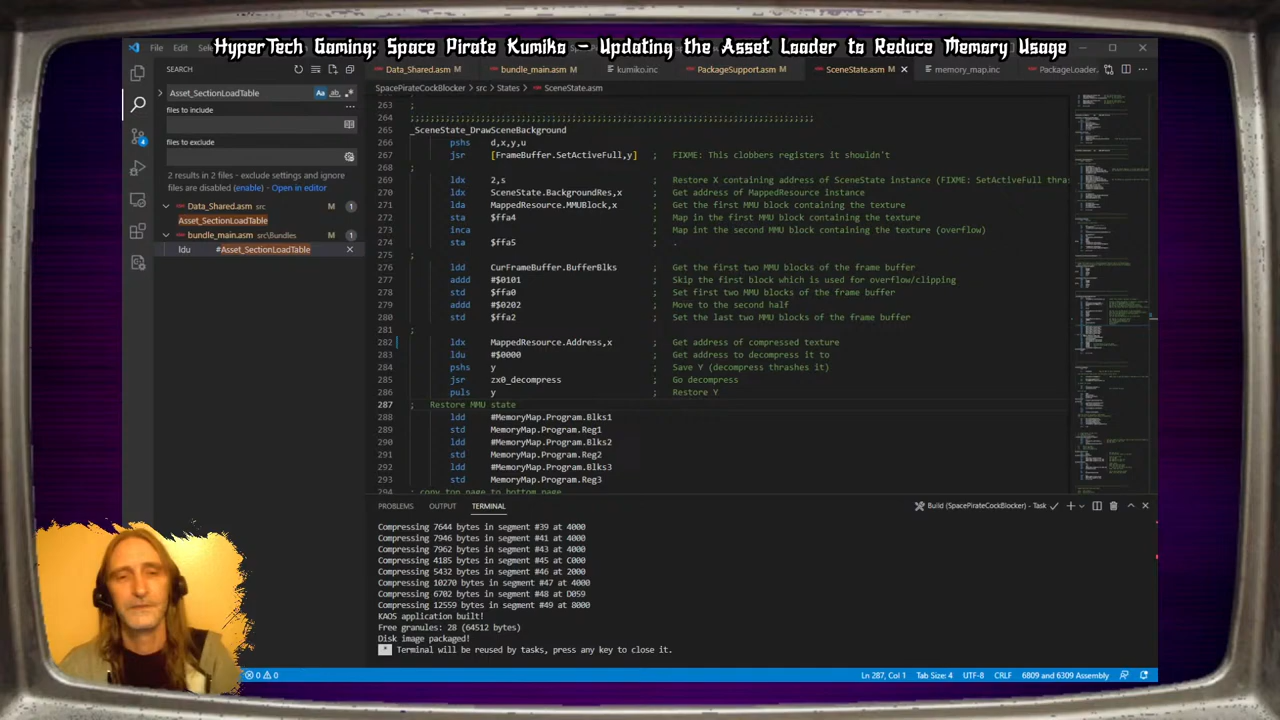 HyperTech Gaming: Space Pirate Kumiko – Updating the Asset Loader to Reduce Memory Usage
File Edit Sele
SEARCH
Data_Shared.asm M
bundle_main.asm M
kumiko.inc
PackageSupport.asm M
SceneState.asm M
memory_map.inc
PackageLoader.
SpacePirateCockBlocker > src > States > SceneState.asm
Asset_SectionLoadTable
files to include
files to exclude
2 results in 2 files - exclude settings and ignore files are disabled (enable) - Open in editor
Data_Shared.asm src M 1
Asset_SectionLoadTable
bundle_main.asm src\Bundles M 1
ldu #Asset_SectionLoadTable
263 ;
264 ;;;;;;;;;;;;;;;;;;;;;;;;;;;;;;;;;;;;;;;;;;;;;;;;;;;;;;;;;;;;;;;;;;;;;;;;;;;;;;;;
265 _SceneState_DrawSceneBackground
266 pshs d,x,y,u
267 jsr [FrameBuffer.SetActiveFull,y] ; FIXME: This clobbers registers it shouldn't
268 ;
269 ldx 2,s ; Restore X containing address of SceneState instance (FIXME: SetActiveFull thras
270 ldx SceneState.BackgroundRes,x ; Get address of MappedResource instance
271 lda MappedResource.MMUBlock,x ; Get the first MMU block containing the texture
272 sta $ffa4 ; Map in the first MMU block containing the texture
273 inca ; Map int the second MMU block containing the texture (overflow)
274 sta $ffa5 ; .
275 ;
276 ldd CurFrameBuffer.BufferBlks ; Get the first two MMU blocks of the frame buffer
277 addd #$0101 ; Skip the first block which is used for overflow/clipping
278 std $ffa0 ; Set first two MMU blocks of the frame buffer
279 addd #$0202 ; Move to the second half
280 std $ffa2 ; Set the last two MMU blocks of the frame buffer
281 ;
282 ldx MappedResource.Address,x ; Get address of compressed texture
283 ldu #$0000 ; Get address to decompress it to
284 pshs y ; Save Y (decompress thrashes it)
285 jsr zx0_decompress ; Go decompress
286 puls y ; Restore Y
287 ; Restore MMU state
288 ldd #MemoryMap.Program.Blks1
289 std MemoryMap.Program.Reg1
290 ldd #MemoryMap.Program.Blks2
291 std MemoryMap.Program.Reg2
292 ldd #MemoryMap.Program.Blks3
293 std MemoryMap.Program.Reg3
294 ; copy top page to bottom page
PROBLEMS OUTPUT TERMINAL
Build (SpacePirateCockBlocker) - Task
Compressing 7644 bytes in segment #39 at 4000
Compressing 7946 bytes in segment #41 at 4000
Compressing 7962 bytes in segment #43 at 4000
Compressing 4185 bytes in segment #45 at C000
Compressing 5432 bytes in segment #46 at 2000
Compressing 10270 bytes in segment #47 at 4000
Compressing 6702 bytes in segment #48 at D059
Compressing 12559 bytes in segment #49 at 8000
KAOS application built!
Free granules: 28 (64512 bytes)
Disk image packaged!
* Terminal will be reused by tasks, press any key to close it.
0 0
Ln 287, Col 1 Tab Size: 4 UTF-8 CRLF 6809 and 6309 Assembly